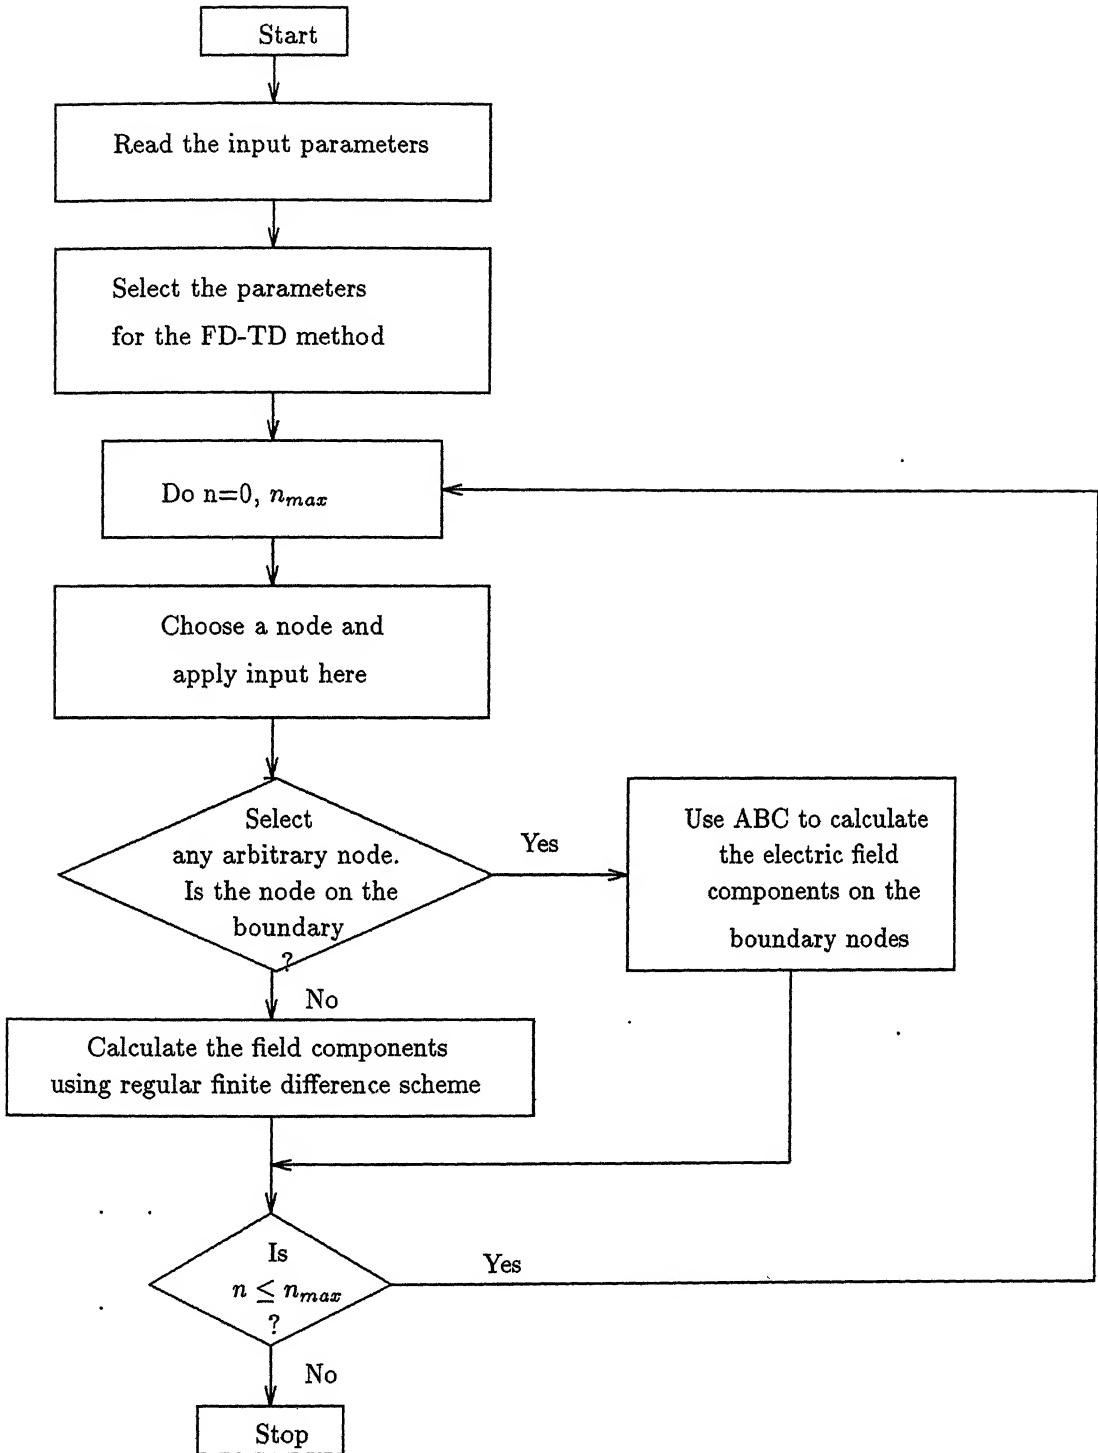 Start
Read the input parameters
Select the parameters
for the FD-TD method
Do n=0, n_max
Choose a node and
apply input here
Select
any arbitrary node.
Is the node on the
boundary
?
Yes
Use ABC to calculate
the electric field
components on the
boundary nodes
No
Calculate the field components
using regular finite difference scheme
Is
n ≤ n_max
?
Yes
No
Stop